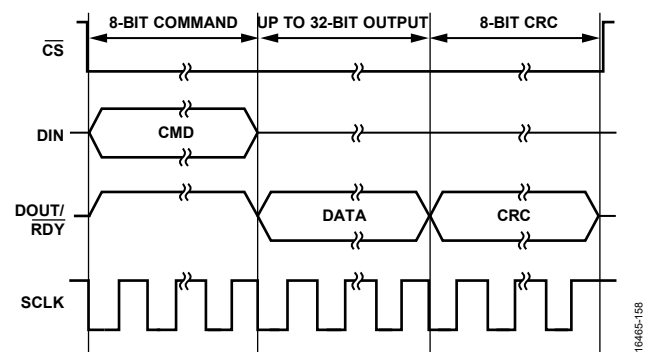 8-BIT COMMAND UP TO 32-BIT OUTPUT 8-BIT CRC
CS
DIN CMD
DOUT/
RDY DATA CRC
SCLK
16465-158